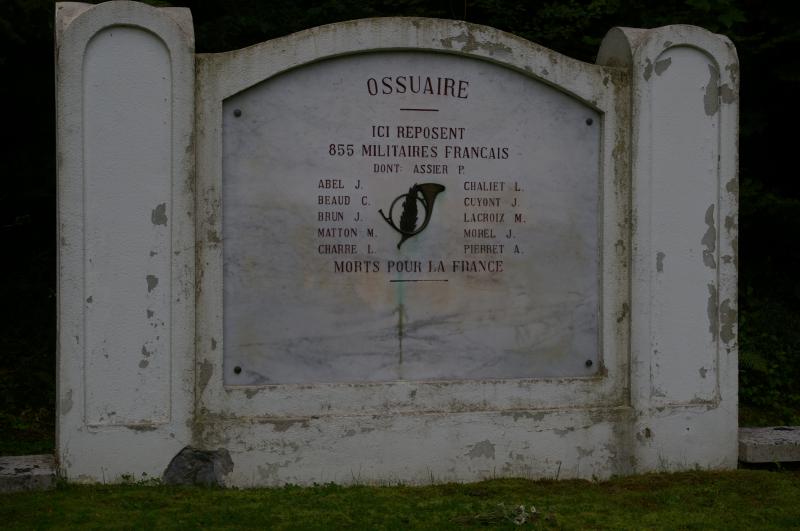 OSSUAIRE
ICI REPOSENT
855 MILITAIRES FRANCAIS
DONT: ASSIER P.
ABEL J. CHALIET L.
BEAUD C. CUYONT J.
BRUN J. LACROIX M.
MATTON M. MOREL J.
CHARRE L. PIERRET A.
MORTS POUR LA FRANCE